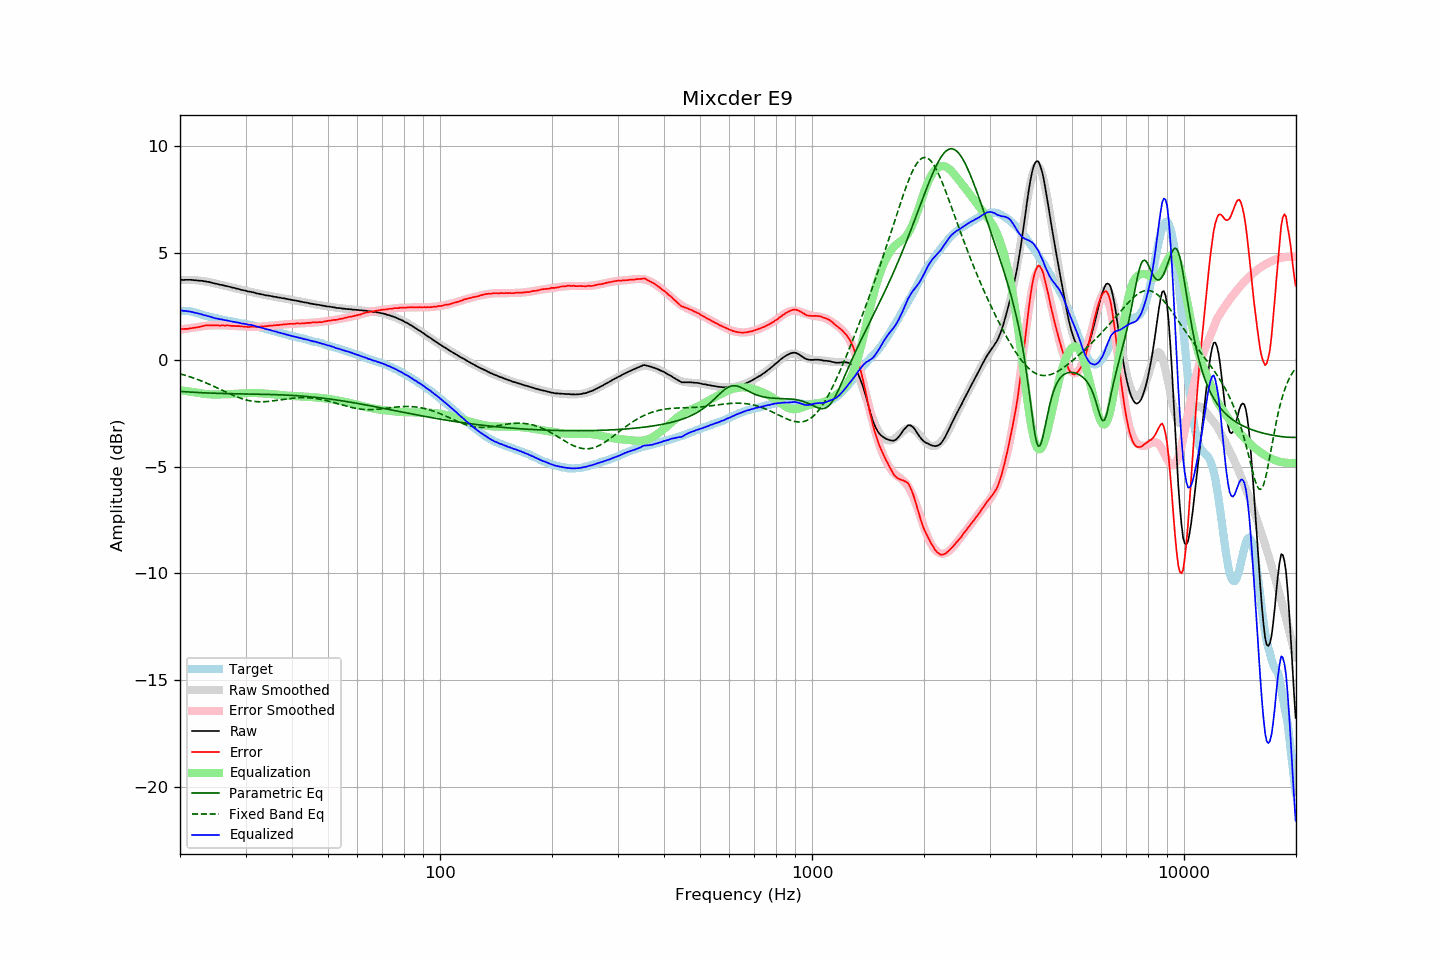 Mixcder E9
10
5
0
−5
−10
−15
−20
Amplitude (dBr)
Target
Raw Smoothed
Error Smoothed
Raw
Error
Equalization
Parametric Eq
Fixed Band Eq
Equalized
100
1000
10000
Frequency (Hz)